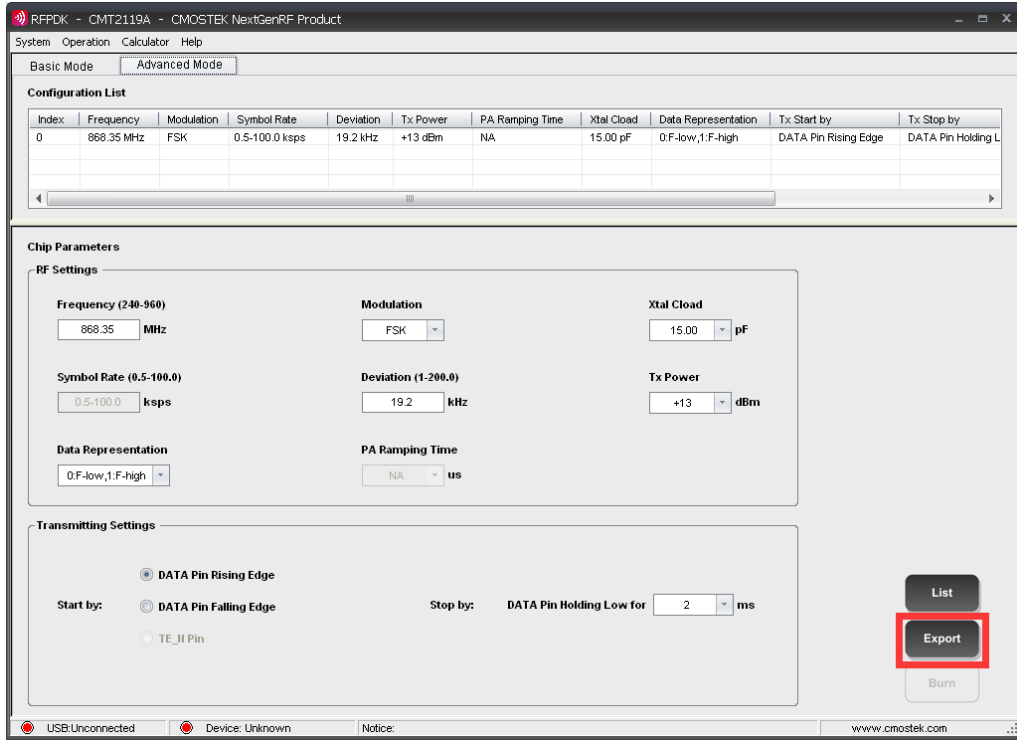 RFPDK - CMT2119A - CMOSTEK NextGenRF Product
System Operation Calculator Help
Basic Mode Advanced Mode
Configuration List
Index Frequency Modulation Symbol Rate Deviation Tx Power PA Ramping Time Xtal Cload Data Representation Tx Start by Tx Stop by
0 868.35 MHz FSK 0.5-100.0 ksps 19.2 kHz +13 dBm NA 15.00 pF 0:F-low,1:F-high DATA Pin Rising Edge DATA Pin Holding L
Chip Parameters
RF Settings
Frequency (240-960) Modulation Xtal Cload
868.35 MHz FSK 15.00 pF
Symbol Rate (0.5-100.0) Deviation (1-200.0) Tx Power
0.5-100.0 ksps 19.2 kHz +13 dBm
Data Representation PA Ramping Time
0:F-low,1:F-high NA us
Transmitting Settings
DATA Pin Rising Edge
Start by: DATA Pin Falling Edge Stop by: DATA Pin Holding Low for 2 ms
TE_II Pin
List
Export
Burn
USB:Unconnected Device: Unknown Notice: www.cmostek.com